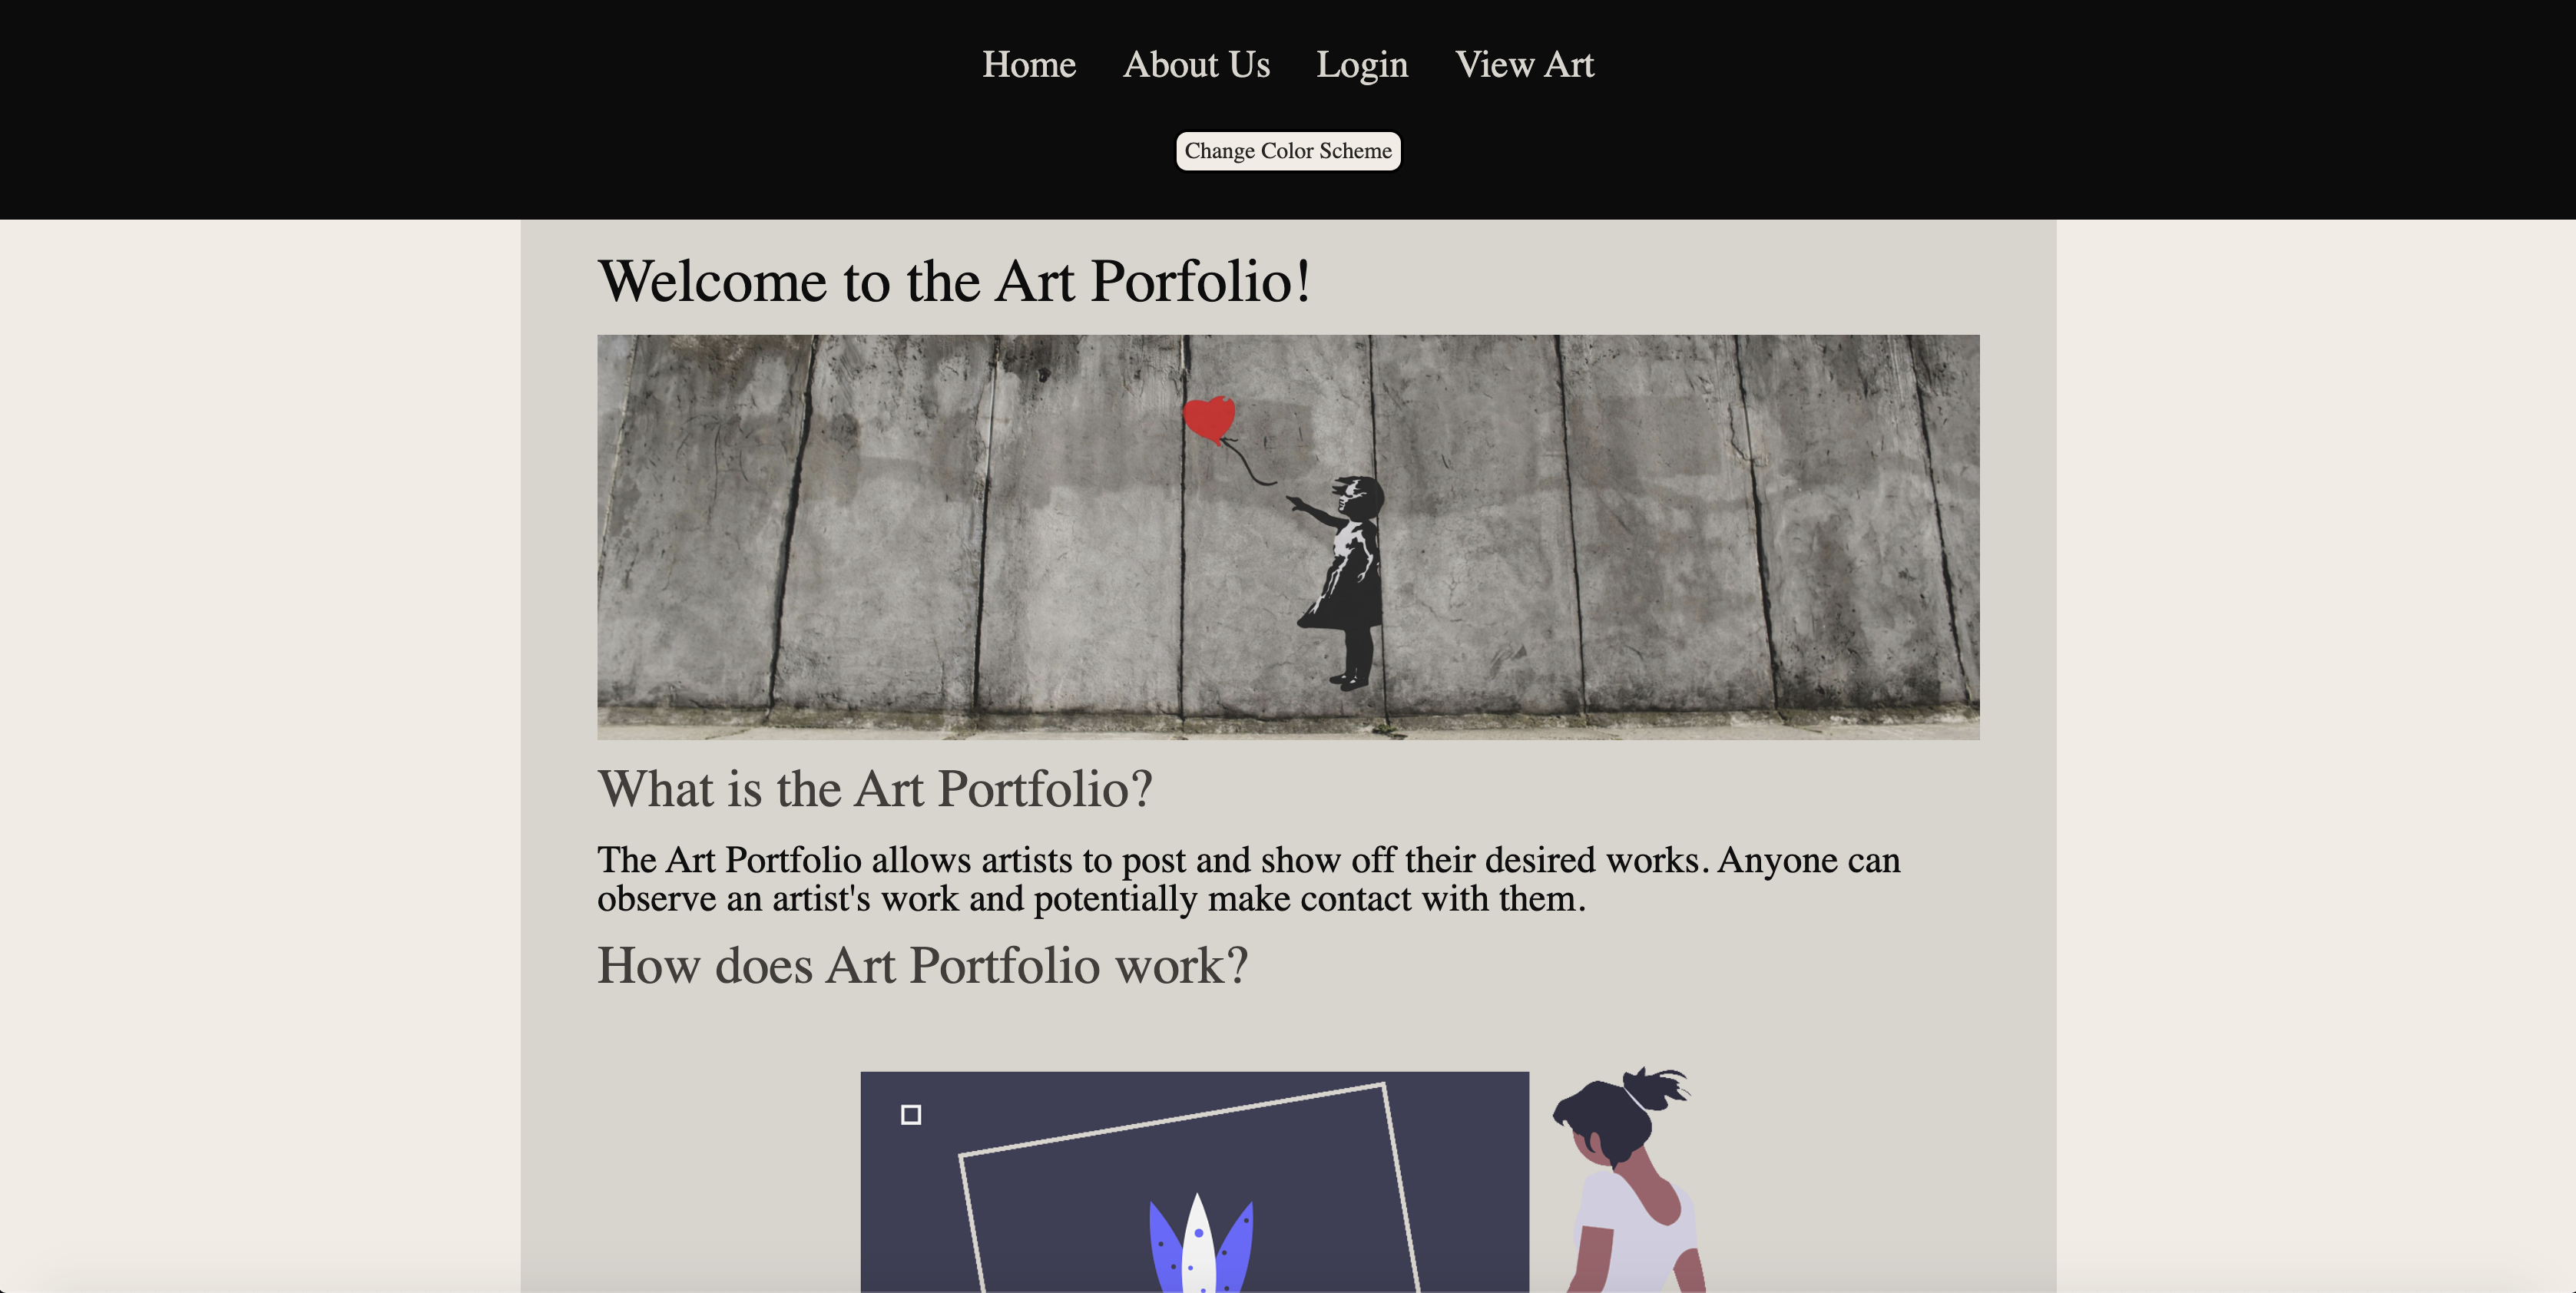 Home About Us Login View Art
Change Color Scheme
Welcome to the Art Porfolio!
What is the Art Portfolio?
The Art Portfolio allows artists to post and show off their desired works. Anyone can
observe an artist's work and potentially make contact with them.
How does Art Portfolio work?